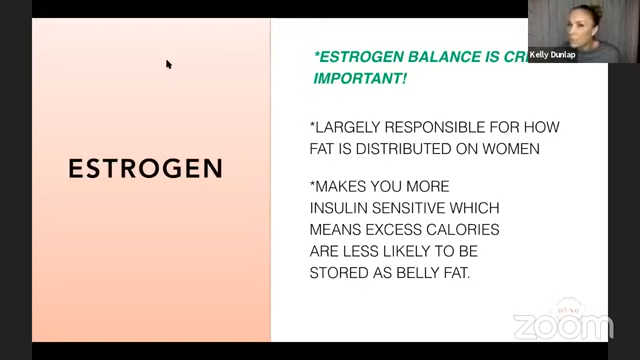 *ESTROGEN BALANCE IS
IMPORTANT!
Kelly Dunlap
*LARGELY RESPONSIBLE FOR HOW
FAT IS DISTRIBUTED ON WOMEN
ESTROGEN
*MAKES YOU MORE
INSULIN SENSITIVE WHICH
MEANS EXCESS CALORIES
ARE LESS LIKELY TO BE
STORED AS BELLY FAT.
zoom